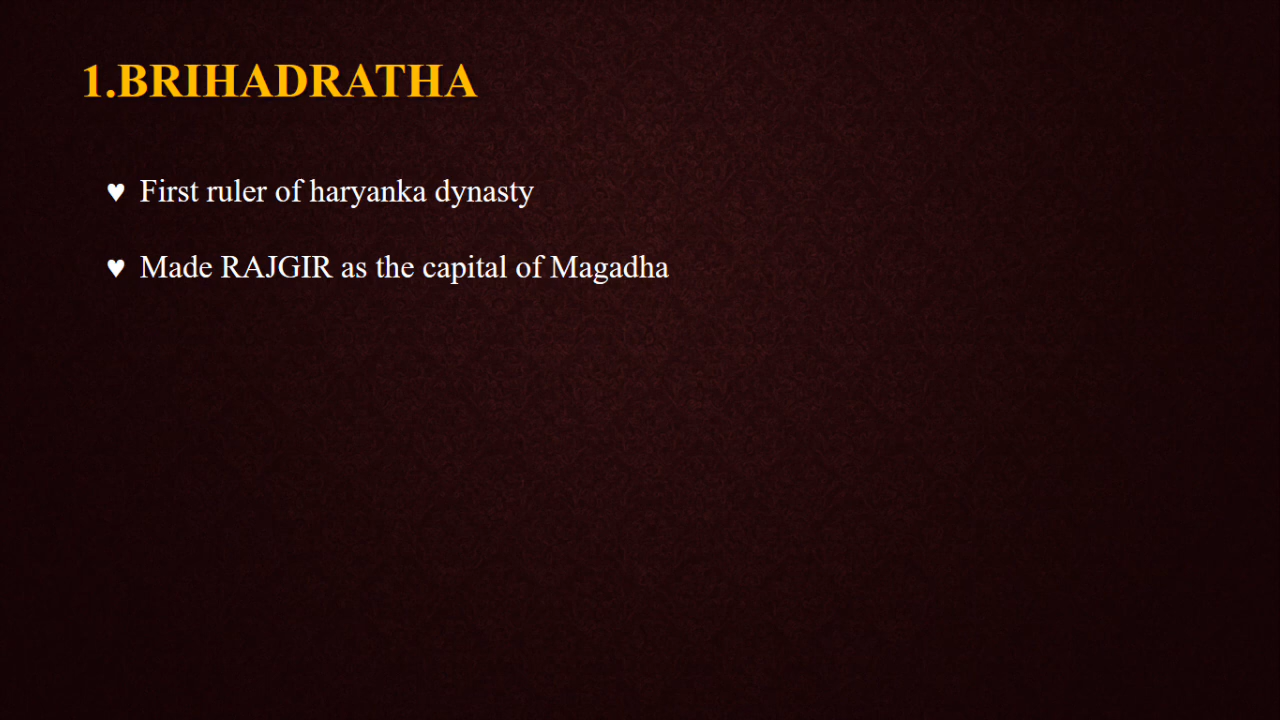 1.BRIHADRATHA
♥ First ruler of haryanka dynasty
♥ Made RAJGIR as the capital of Magadha